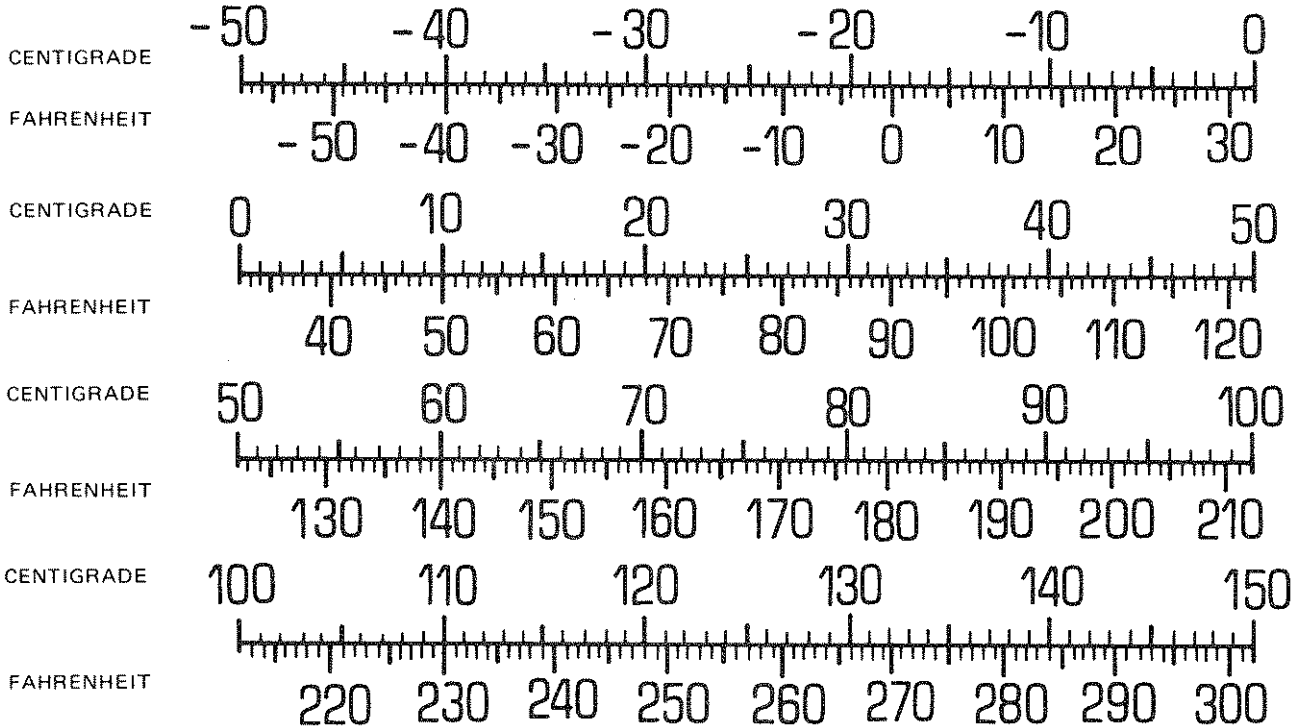 -50 -40 -30 -20 -10 0
CENTIGRADE
FAHRENHEIT
-50 -40 -30 -20 -10 0 10 20 30
CENTIGRADE 0 10 20 30 40 50
FAHRENHEIT
40 50 60 70 80 90 100 110 120
CENTIGRADE 50 60 70 80 90 100
FAHRENHEIT
130 140 150 160 170 180 190 200 210
CENTIGRADE 100 110 120 130 140 150
FAHRENHEIT 220 230 240 250 260 270 280 290 300